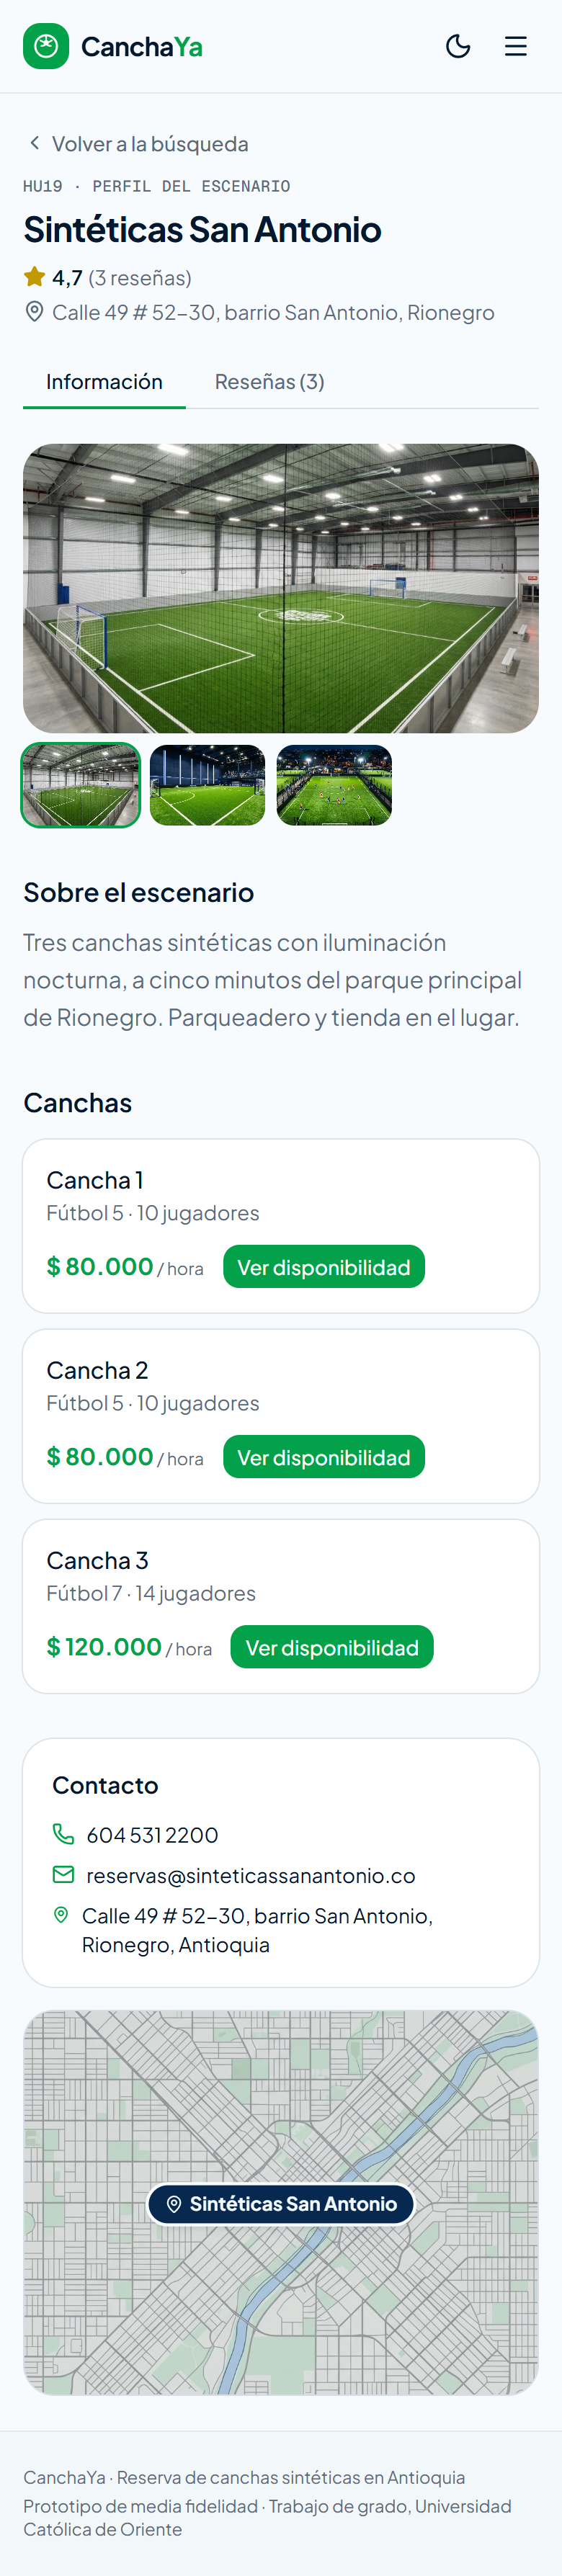 CanchaYa
Volver a la búsqueda
HU19 · PERFIL DEL ESCENARIO
Sintéticas San Antonio
4,7 (3 reseñas)
Calle 49 # 52–30, barrio San Antonio, Rionegro
Información Reseñas (3)
Sobre el escenario
Tres canchas sintéticas con iluminación
nocturna, a cinco minutos del parque principal
de Rionegro. Parqueadero y tienda en el lugar.
Canchas
Cancha 1
Fútbol 5 · 10 jugadores
$ 80.000 / hora Ver disponibilidad
Cancha 2
Fútbol 5 · 10 jugadores
$ 80.000 / hora Ver disponibilidad
Cancha 3
Fútbol 7 · 14 jugadores
$ 120.000 / hora Ver disponibilidad
Contacto
604 531 2200
reservas@sinteticassanantonio.co
Calle 49 # 52–30, barrio San Antonio,
Rionegro, Antioquia
Sintéticas San Antonio
CanchaYa · Reserva de canchas sintéticas en Antioquia
Prototipo de media fidelidad · Trabajo de grado, Universidad
Católica de Oriente